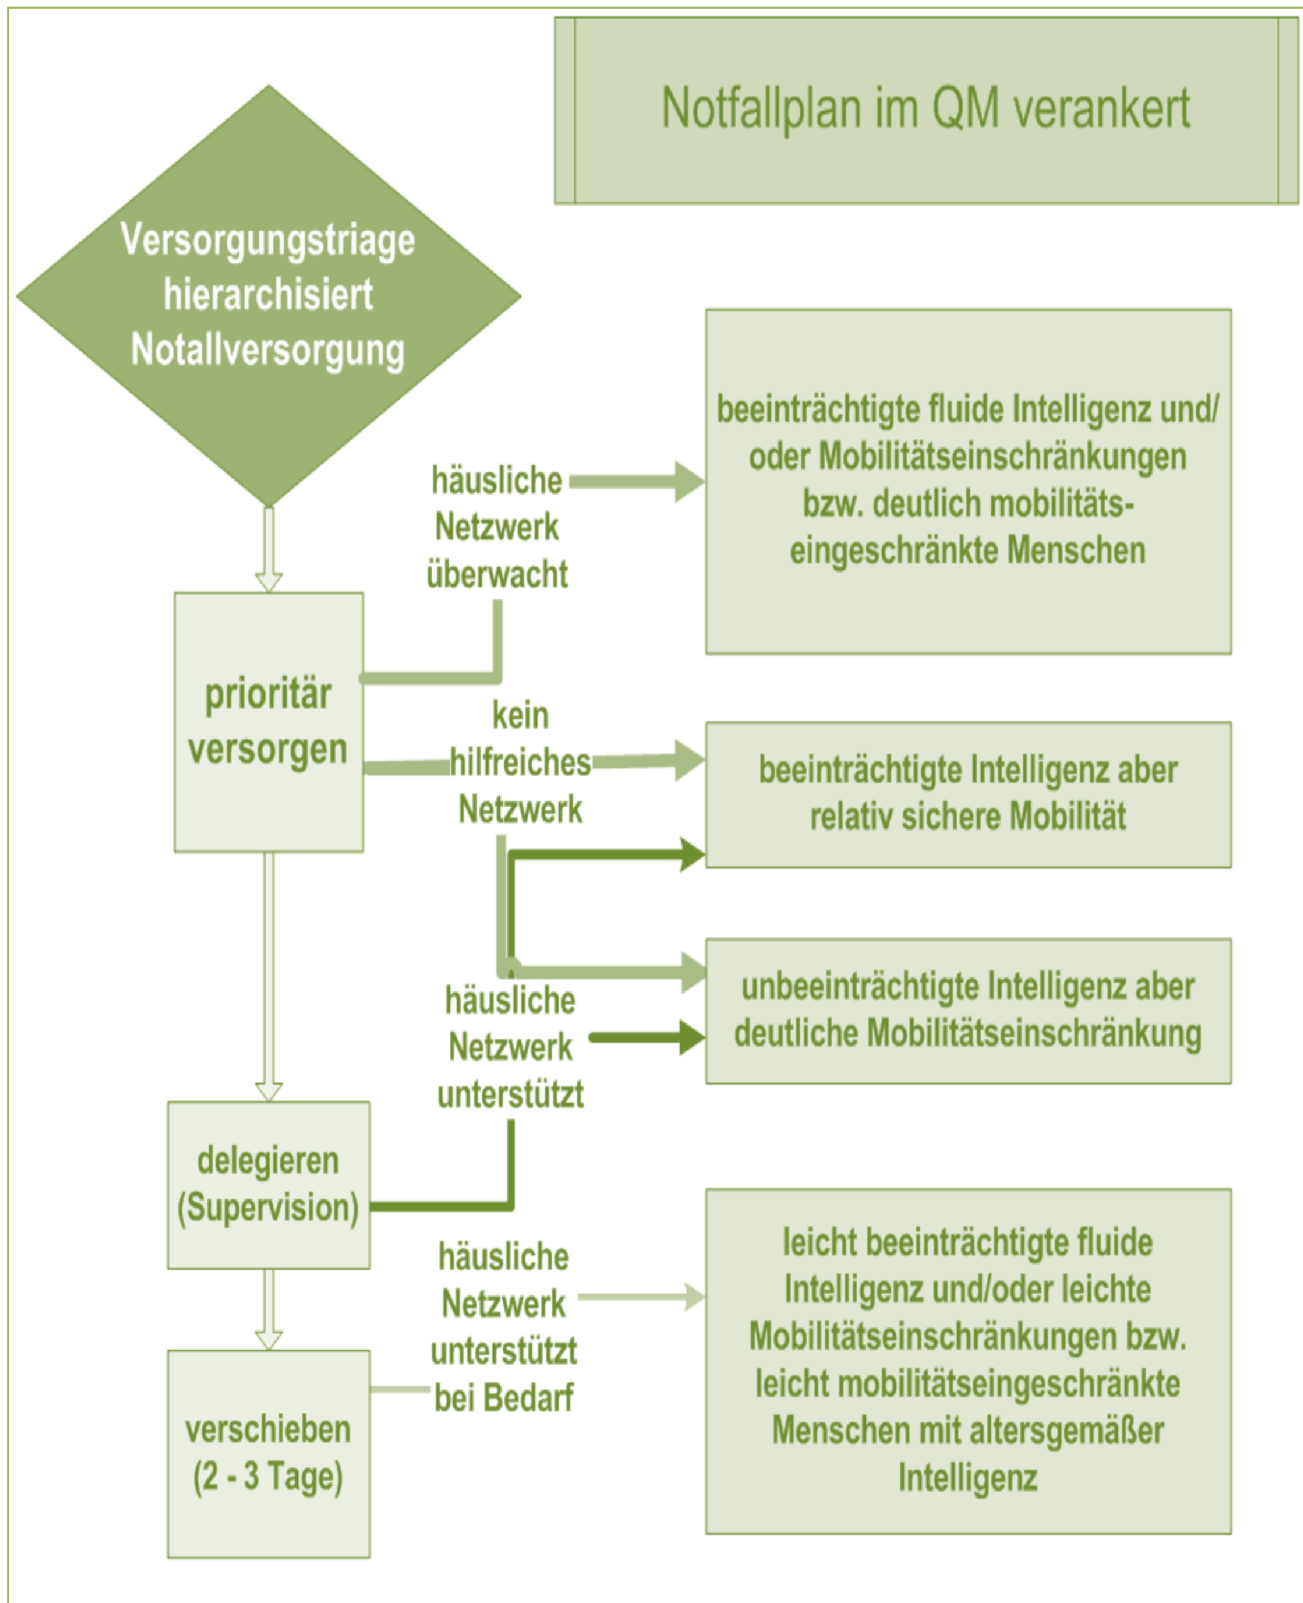 Notfallplan im QM verankert
Versorgungstriage
hierarchisiert
Notallversorgung
häusliche
Netzwerk
überwacht
beeinträchtigte fluide Intelligenz und/
oder Mobilitätseinschränkungen
bzw. deutlich mobilitäts-
eingeschränkte Menschen
prioritär
versorgen
kein
hilfreiches
Netzwerk
beeinträchtigte Intelligenz aber
relativ sichere Mobilität
häusliche
Netzwerk
unterstützt
unbeeinträchtigte Intelligenz aber
deutliche Mobilitätseinschränkung
delegieren
(Supervision)
häusliche
Netzwerk
unterstützt
bei Bedarf
leicht beeinträchtigte fluide
Intelligenz und/oder leichte
Mobilitätseinschränkungen bzw.
leicht mobilitätseingeschränkte
Menschen mit altersgemäßer
Intelligenz
verschieben
(2 - 3 Tage)